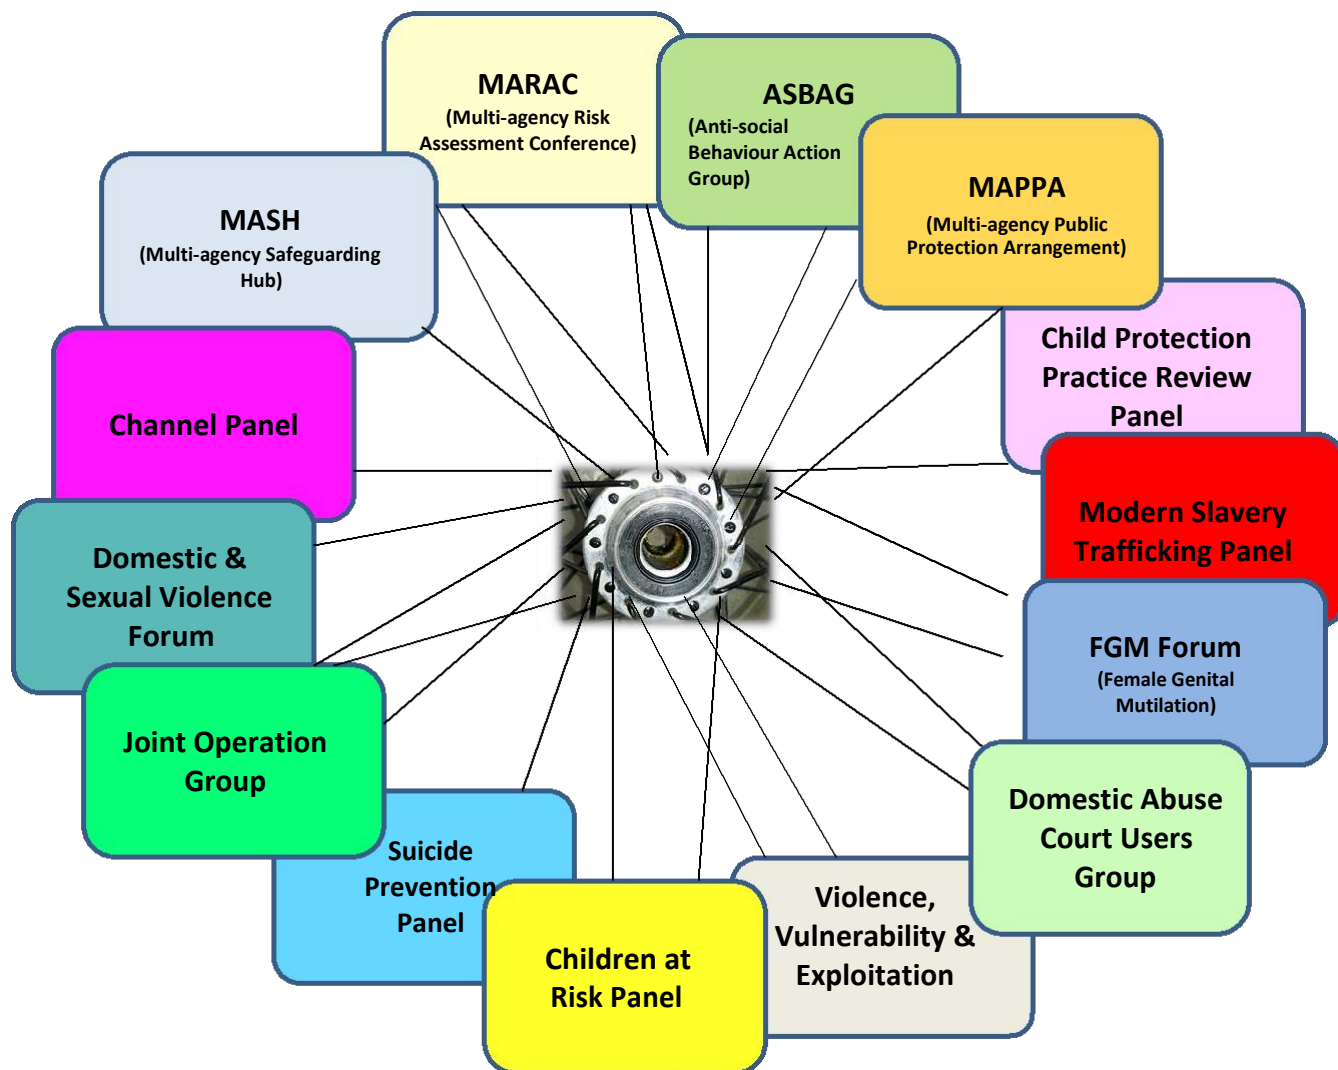 MARAC
(Multi-agency Risk
Assessment Conference)
ASBAG
(Anti-social
Behaviour Action
Group)
MAPPA
(Multi-agency Public
Protection Arrangement)
MASH
(Multi-agency Safeguarding
Hub)
Child Protection
Practice Review
Panel
Channel Panel
Modern Slavery
Trafficking Panel
Domestic &
Sexual Violence
Forum
FGM Forum
(Female Genital
Mutilation)
Joint Operation
Group
Domestic Abuse
Court Users
Group
Suicide
Prevention
Panel
Violence,
Vulnerability &
Exploitation
Children at
Risk Panel